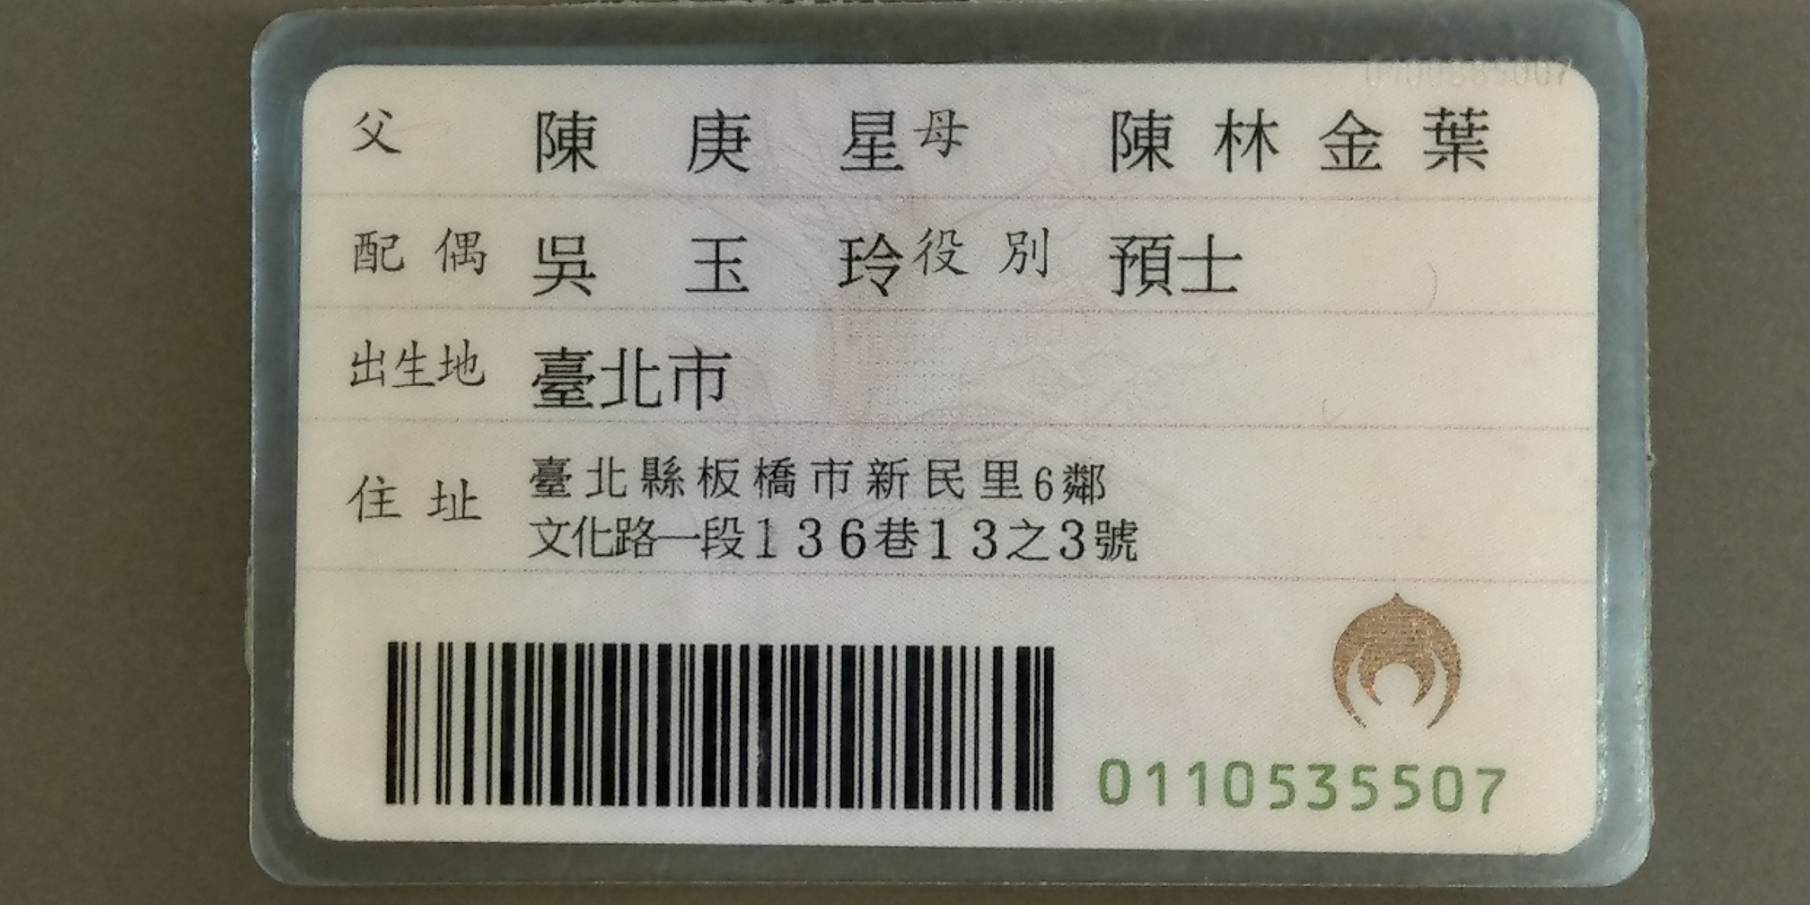 父 陳庚星 母 陳林金葉
配偶 吳玉玲 役別 預士
出生地 臺北市
住址 臺北縣板橋市新民里6鄰
文化路一段136巷13之3號
0110535507